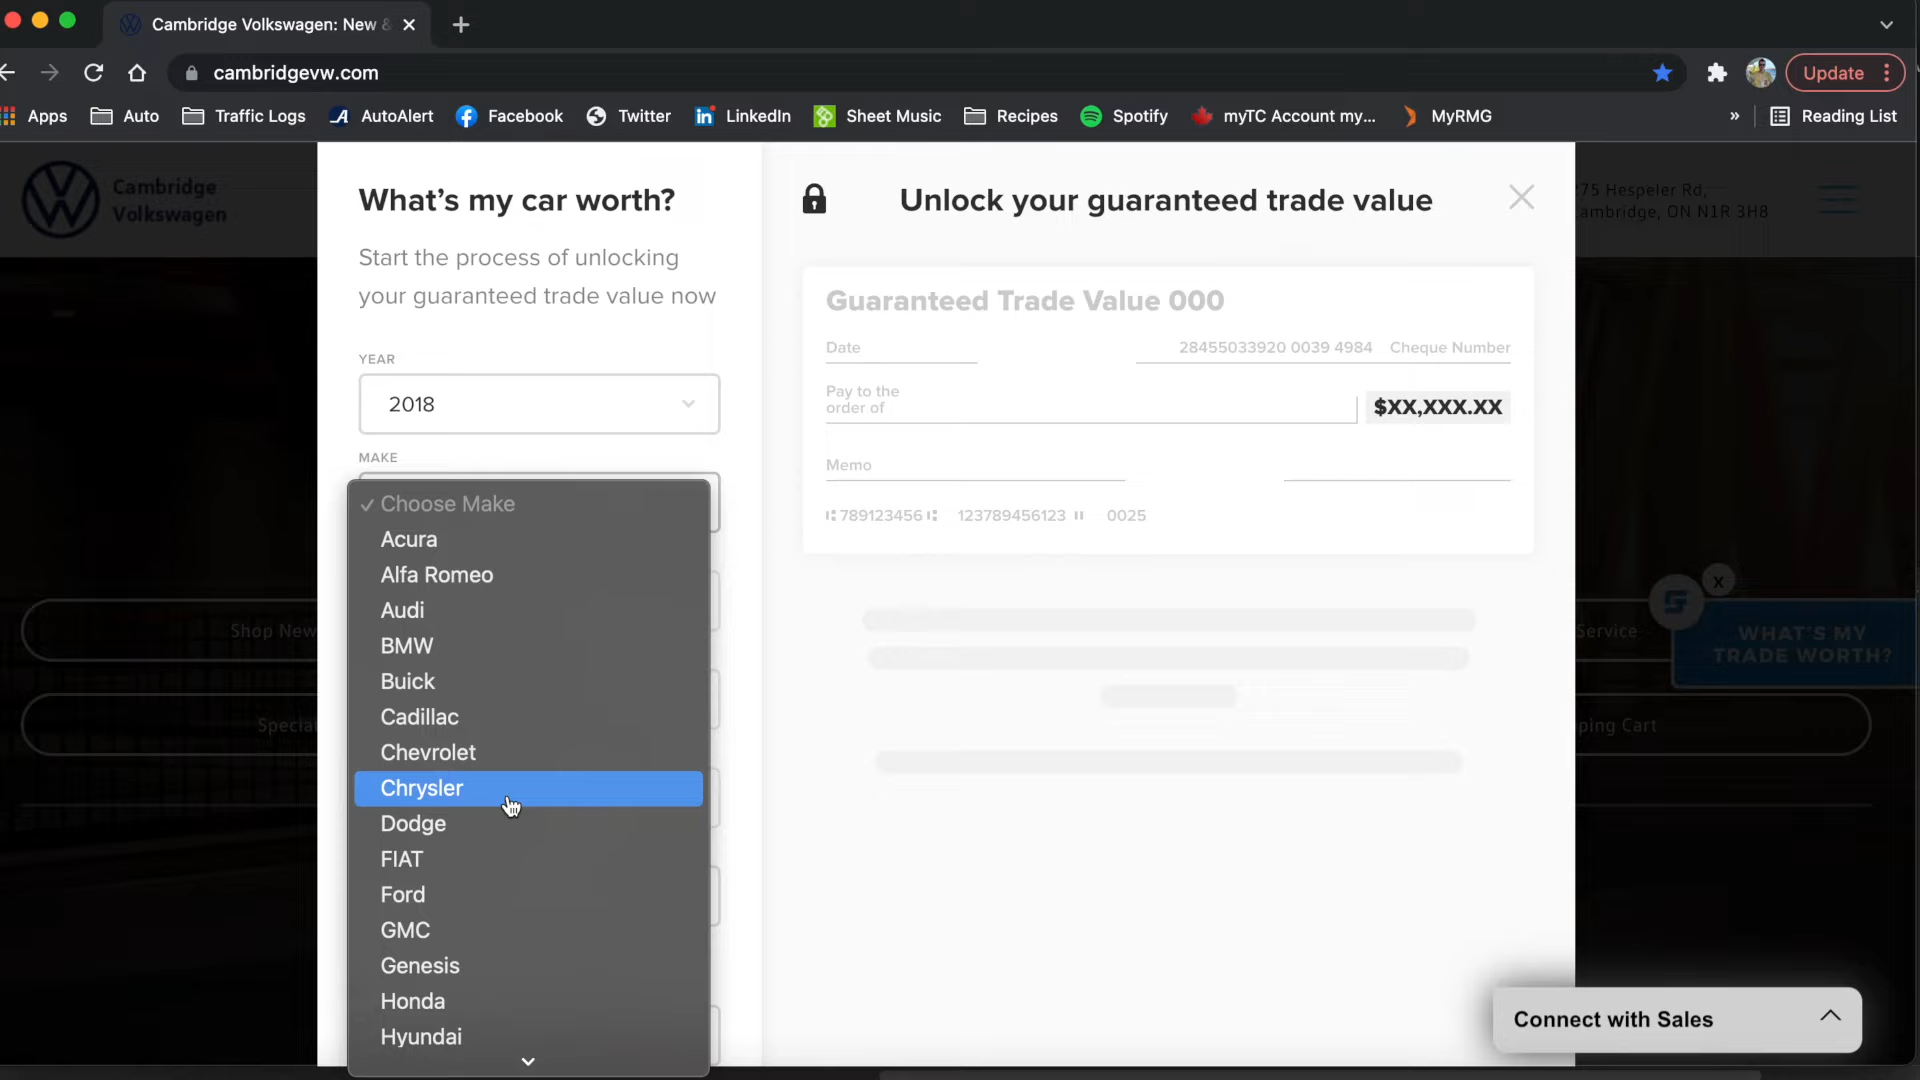 Cambridge Volkswagen: New &
cambridgevw.com
Update
Apps
Auto
Traffic Logs
AutoAlert
Facebook
Twitter
LinkedIn
Sheet Music
Recipes
Spotify
myTC Account my...
MyRMG
»
Reading List
Cambridge
Volkswagen
What's my car worth?
Start the process of unlocking
your guaranteed trade value now
YEAR
2018
MAKE
✓ Choose Make
Acura
Alfa Romeo
Audi
BMW
Buick
Cadillac
Chevrolet
Chrysler
Dodge
FIAT
Ford
GMC
Genesis
Honda
Hyundai
Unlock your guaranteed trade value
Guaranteed Trade Value 000
Date
28455033920 0039 4984 Cheque Number
Pay to the
order of
$XX,XXX.XX
Memo
⑆789123456⑆ 123789456123 ⑈ 0025
75 Hespeler Rd,
ambridge, ON N1R 3H8
Shop New
Specia
Service
ping Cart
X
WHAT'S MY
TRADE WORTH?
Connect with Sales